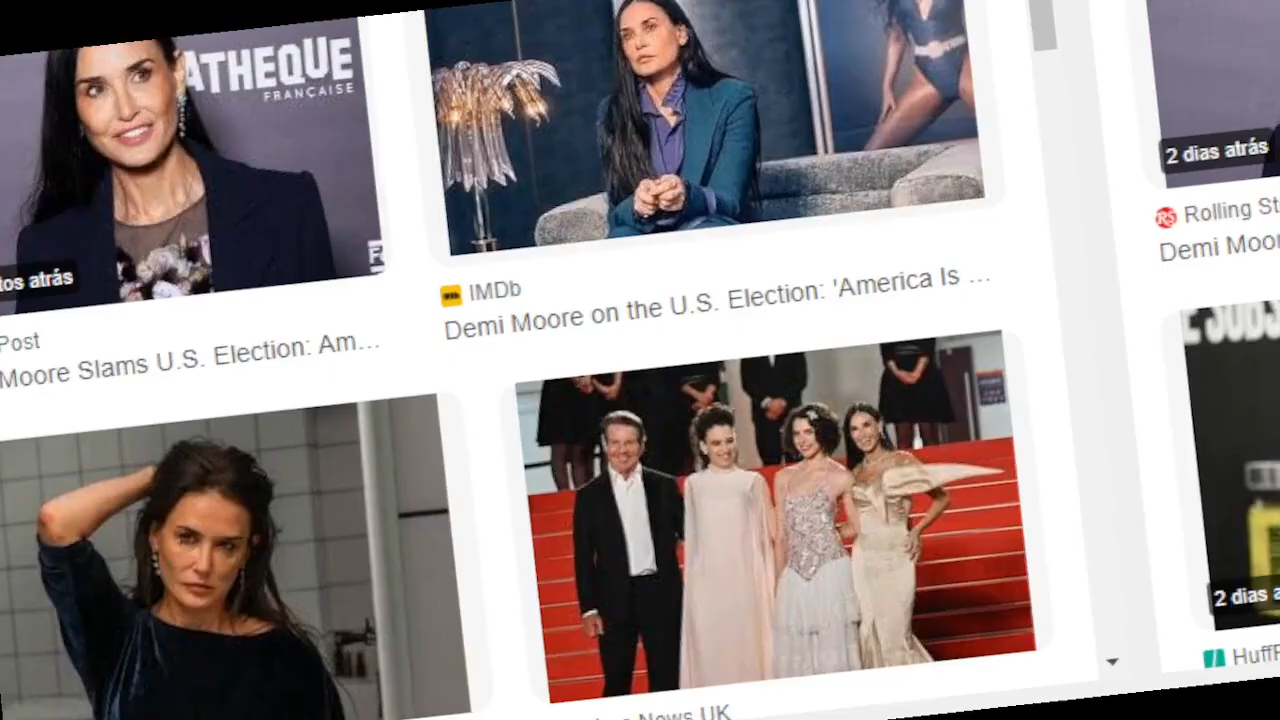 ATHEQUE
FRANÇAISE
tos atrás
Post
Moore Slams U.S. Election: Am...
IMDb
Demi Moore on the U.S. Election: 'America Is ...
2 dias atrás
Rolling St
Demi Moor
E SUBS
2 dias a
News UK
HuffP